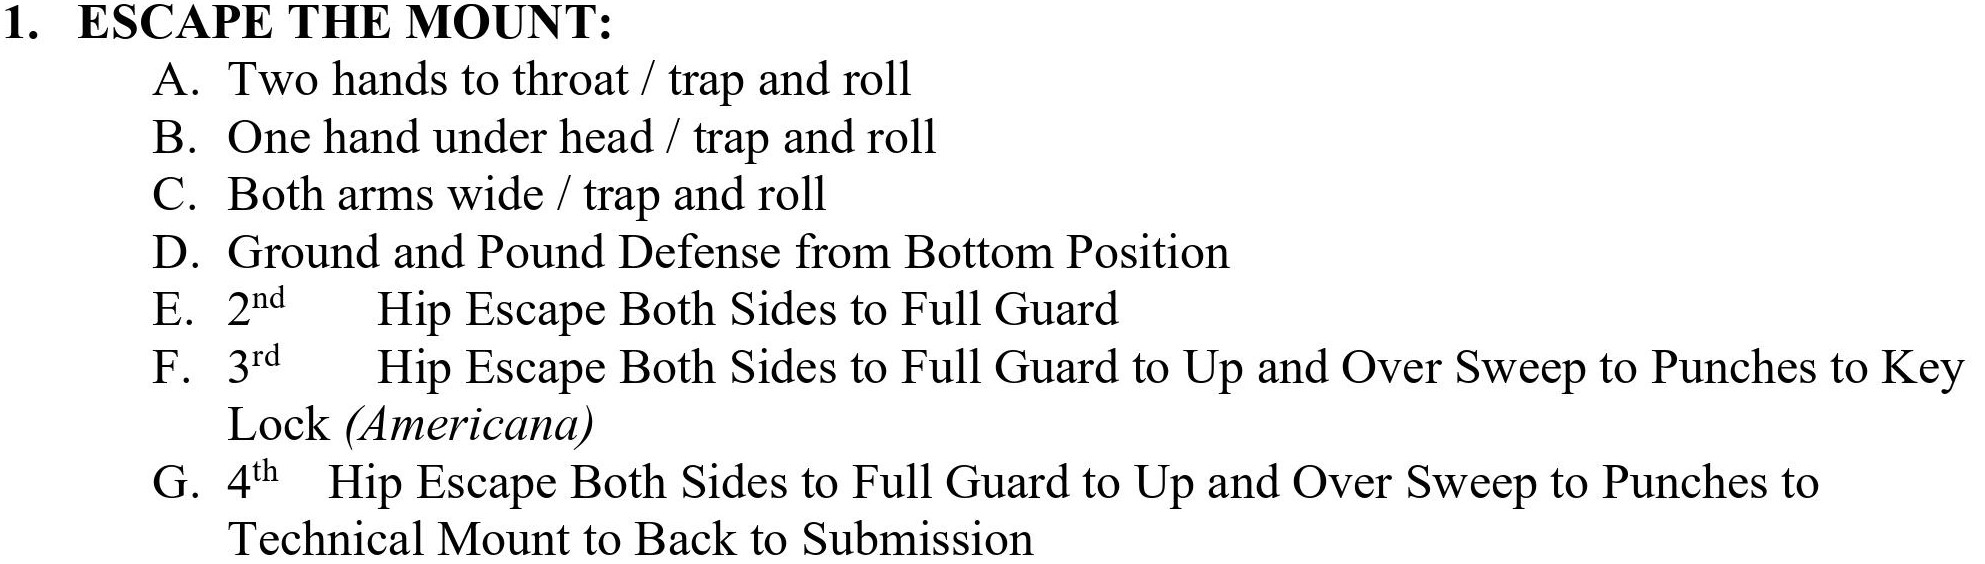 1. ESCAPE THE MOUNT:
A. Two hands to throat / trap and roll
B. One hand under head / trap and roll
C. Both arms wide / trap and roll
D. Ground and Pound Defense from Bottom Position
E. 2nd Hip Escape Both Sides to Full Guard
F. 3rd Hip Escape Both Sides to Full Guard to Up and Over Sweep to Punches to Key
Lock (Americana)
G. 4th Hip Escape Both Sides to Full Guard to Up and Over Sweep to Punches to
Technical Mount to Back to Submission